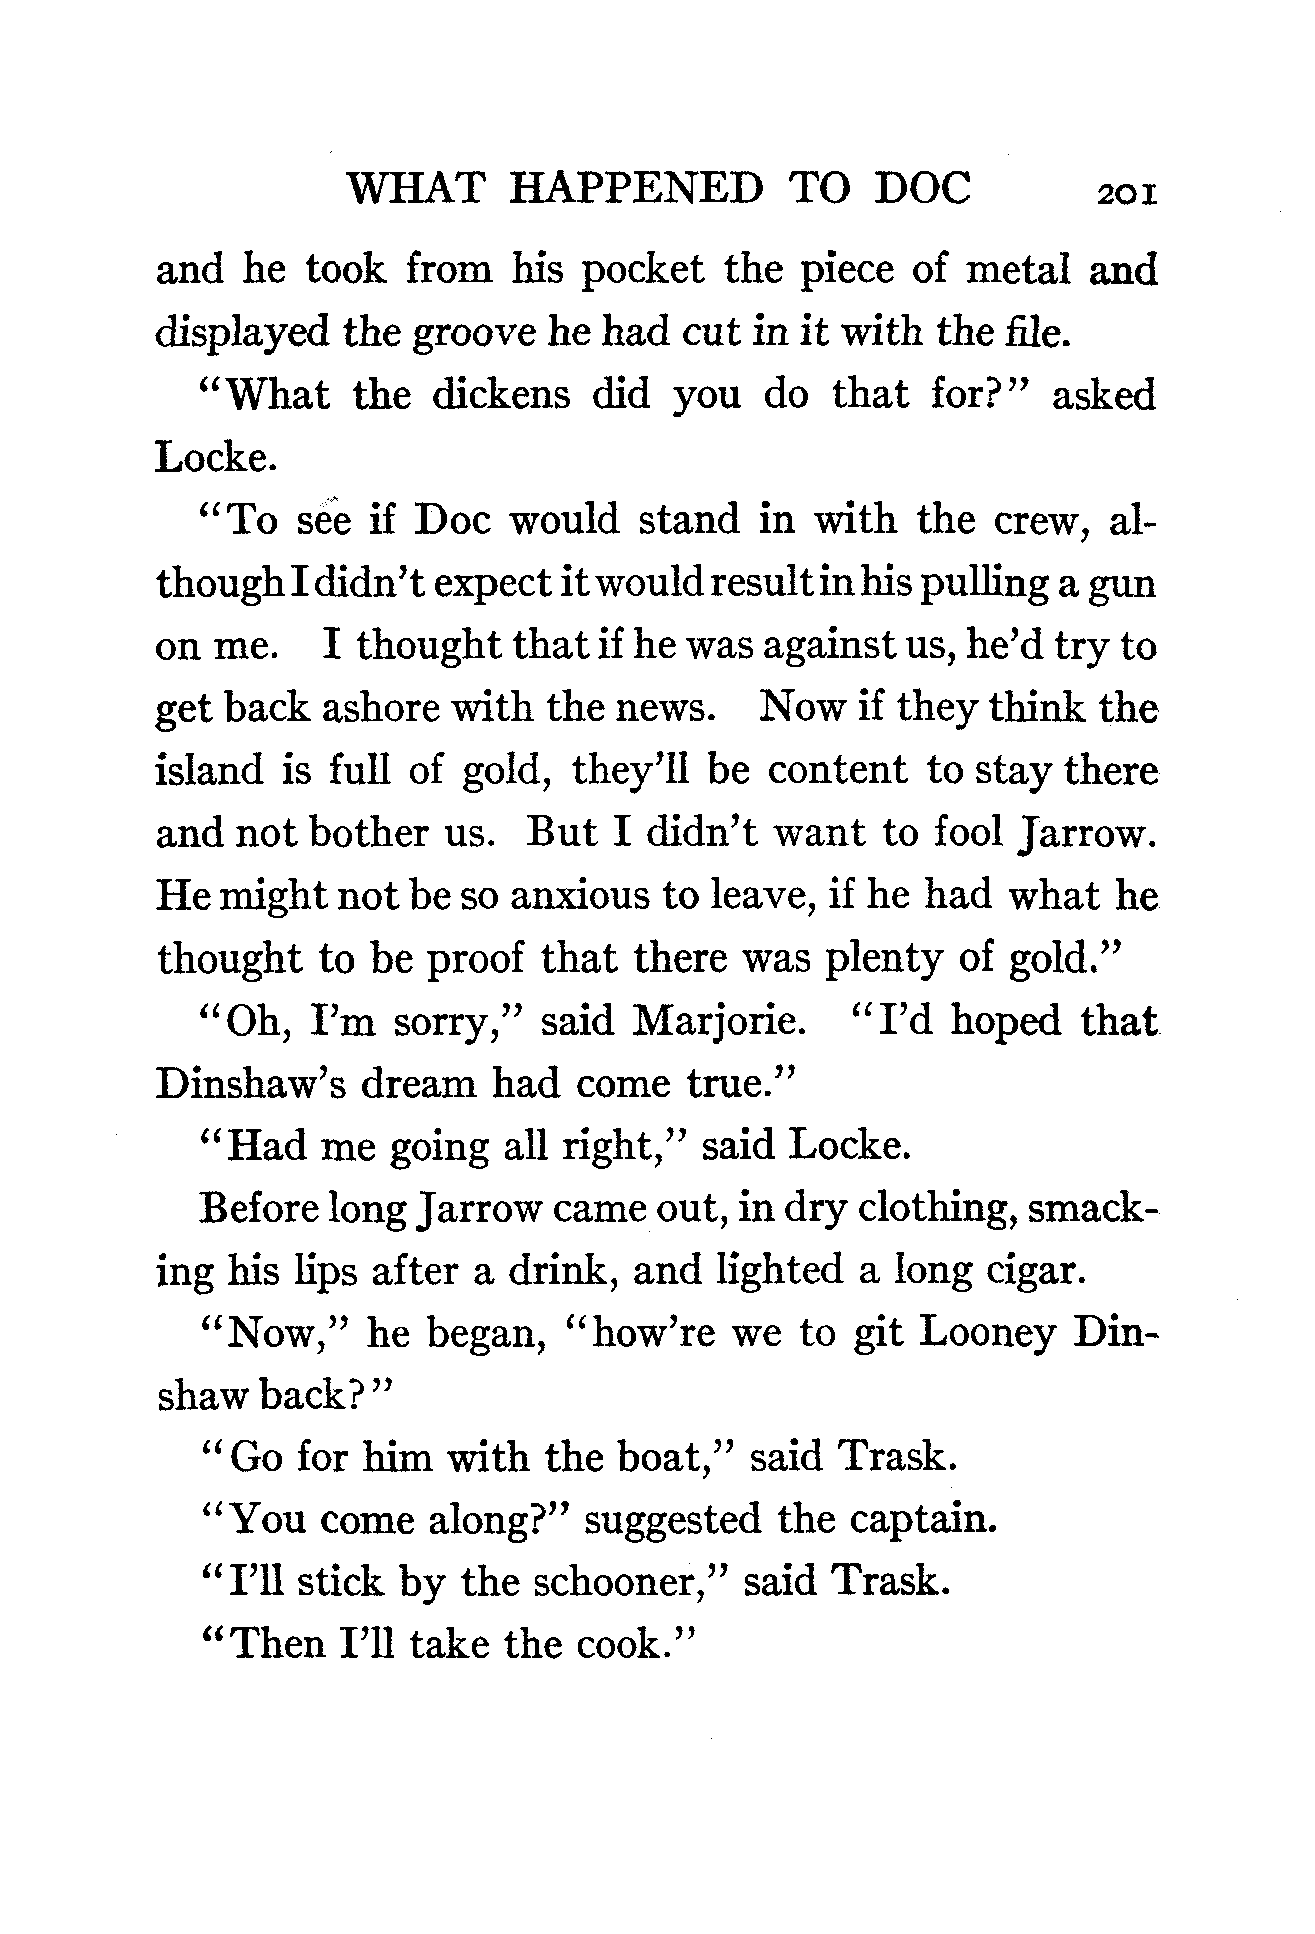 WHAT HAPPENED TO DOC 201
and he took from his pocket the piece of metal and
displayed the groove he had cut in it with the file.
"What the dickens did you do that for?" asked
Locke.
"To see if Doc would stand in with the crew, al-
though I didn't expect it would result in his pulling a gun
on me. I thought that if he was against us, he'd try to
get back ashore with the news. Now if they think the
island is full of gold, they'll be content to stay there
and not bother us. But I didn't want to fool Jarrow.
He might not be so anxious to leave, if he had what he
thought to be proof that there was plenty of gold."
"Oh, I'm sorry," said Marjorie. "I'd hoped that
Dinshaw's dream had come true."
"Had me going all right," said Locke.
Before long Jarrow came out, in dry clothing, smack-
ing his lips after a drink, and lighted a long cigar.
"Now," he began, "how're we to git Looney Din-
shaw back?"
"Go for him with the boat," said Trask.
"You come along?" suggested the captain.
"I'll stick by the schooner," said Trask.
"Then I'll take the cook."